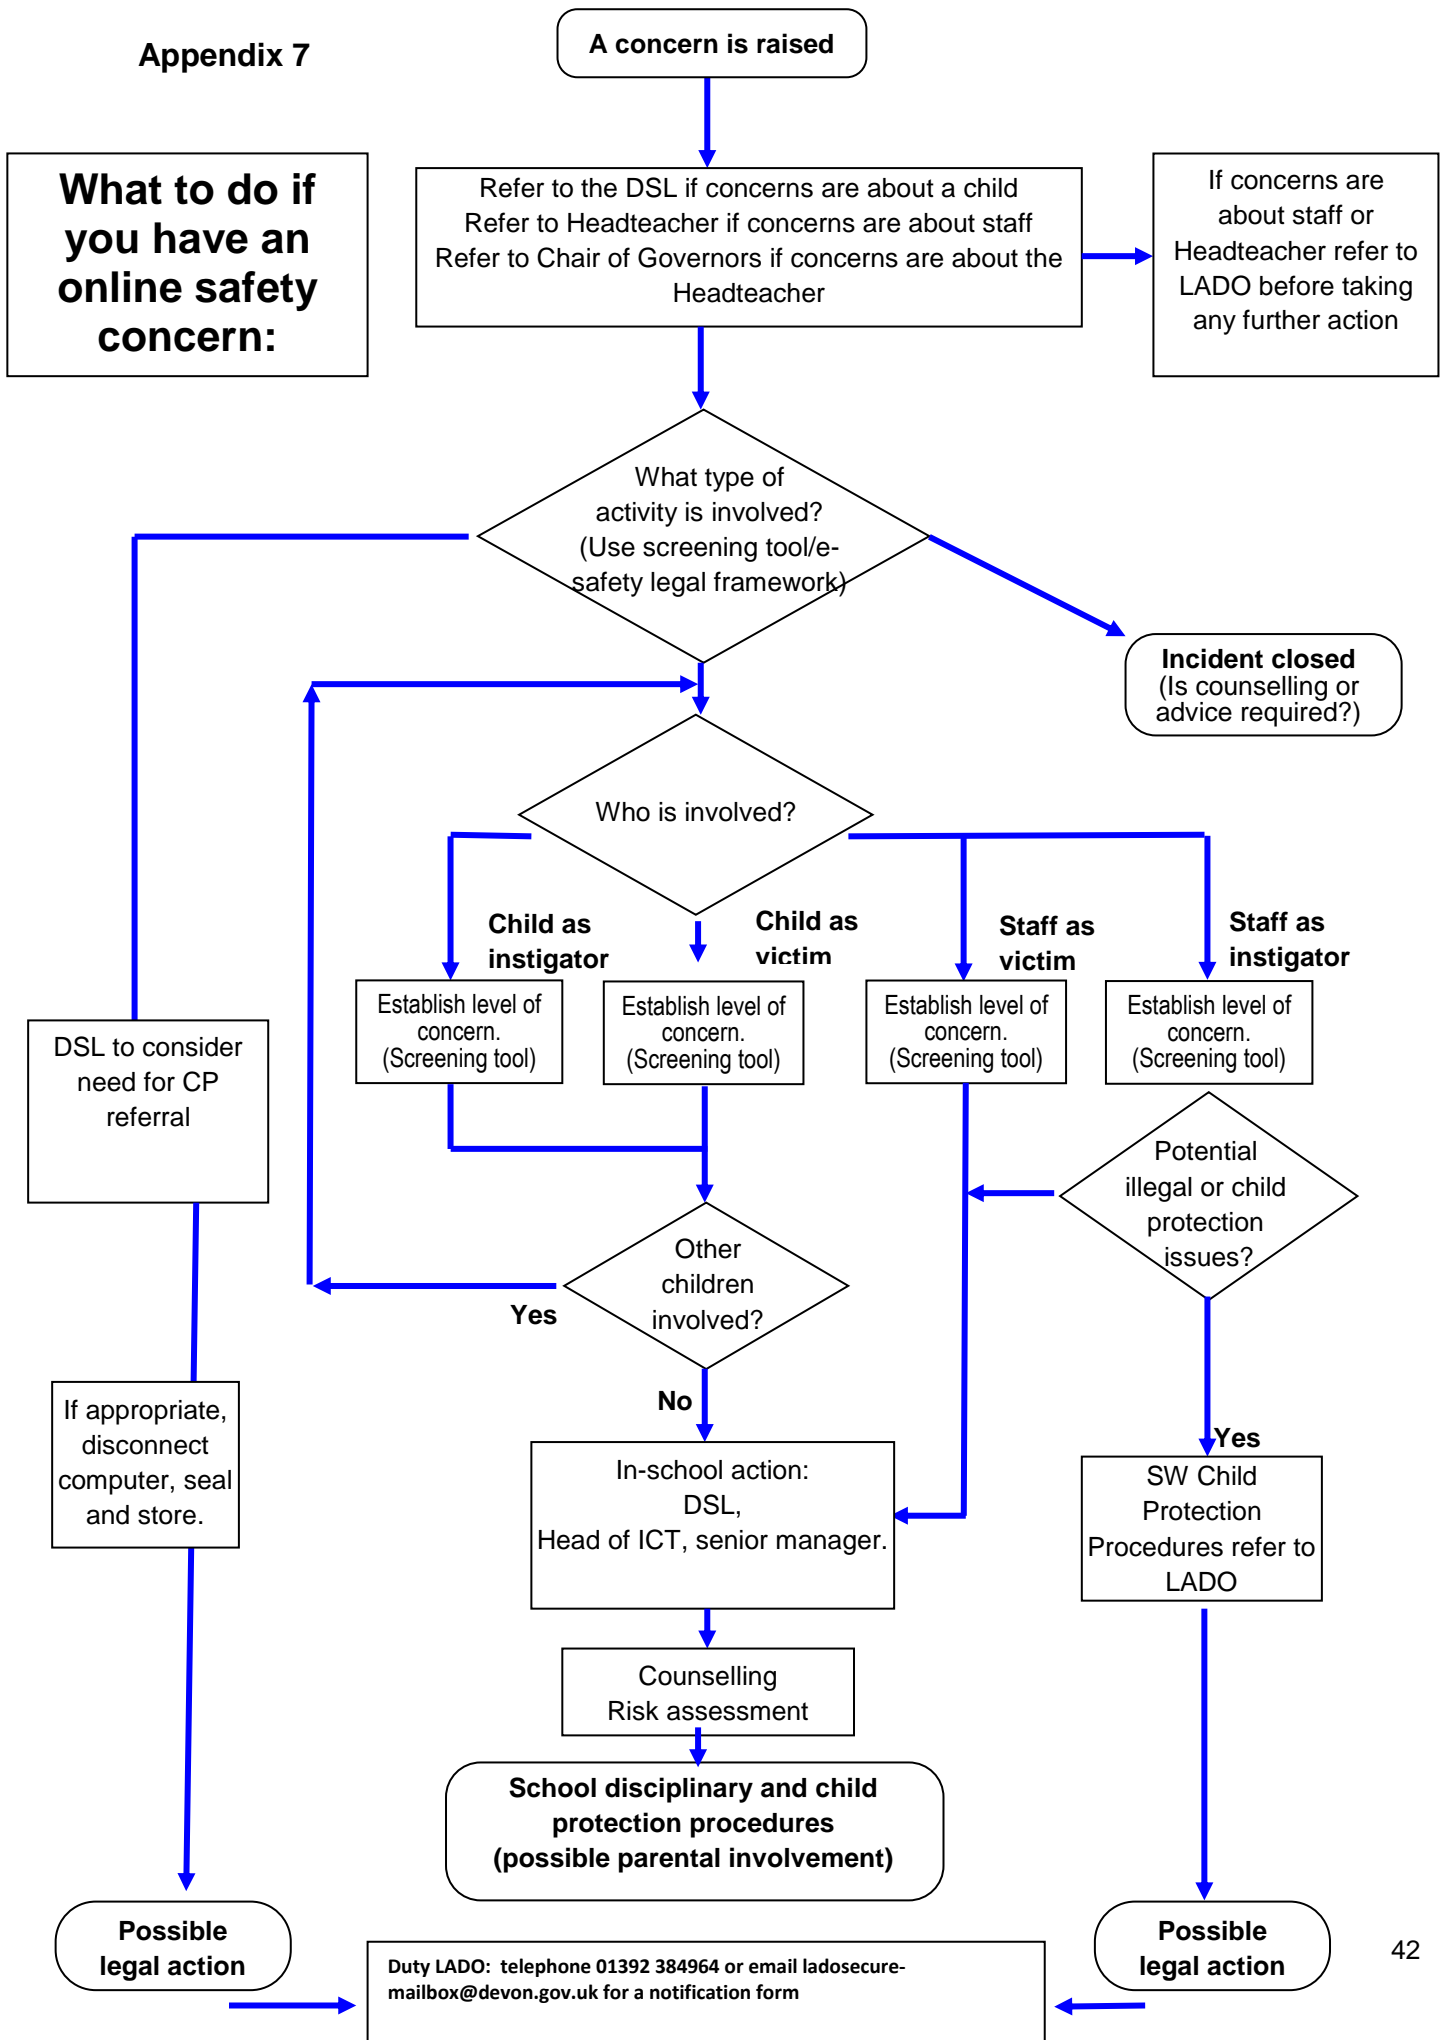 Appendix 7
A concern is raised
What to do if
you have an
online safety
concern:
Refer to the DSL if concerns are about a child
Refer to Headteacher if concerns are about staff
Refer to Chair of Governors if concerns are about the
Headteacher
If concerns are
about staff or
Headteacher refer to
LADO before taking
any further action
What type of
activity is involved?
(Use screening tool/e-
safety legal framework)
Incident closed
(Is counselling or
advice required?)
Who is involved?
Child as
instigator
Child as
victim
Staff as
victim
Staff as
instigator
Establish level of
concern.
(Screening tool)
Establish level of
concern.
(Screening tool)
Establish level of
concern.
(Screening tool)
Establish level of
concern.
(Screening tool)
DSL to consider
need for CP
referral
Potential
illegal or child
protection
issues?
Other
children
involved?
Yes
No
If appropriate,
disconnect
computer, seal
and store.
In-school action:
DSL,
Head of ICT, senior manager.
Yes
SW Child
Protection
Procedures refer to
LADO
Counselling
Risk assessment
School disciplinary and child
protection procedures
(possible parental involvement)
Possible
legal action
Possible
legal action
42
Duty LADO: telephone 01392 384964 or email ladosecure-
mailbox@devon.gov.uk for a notification form